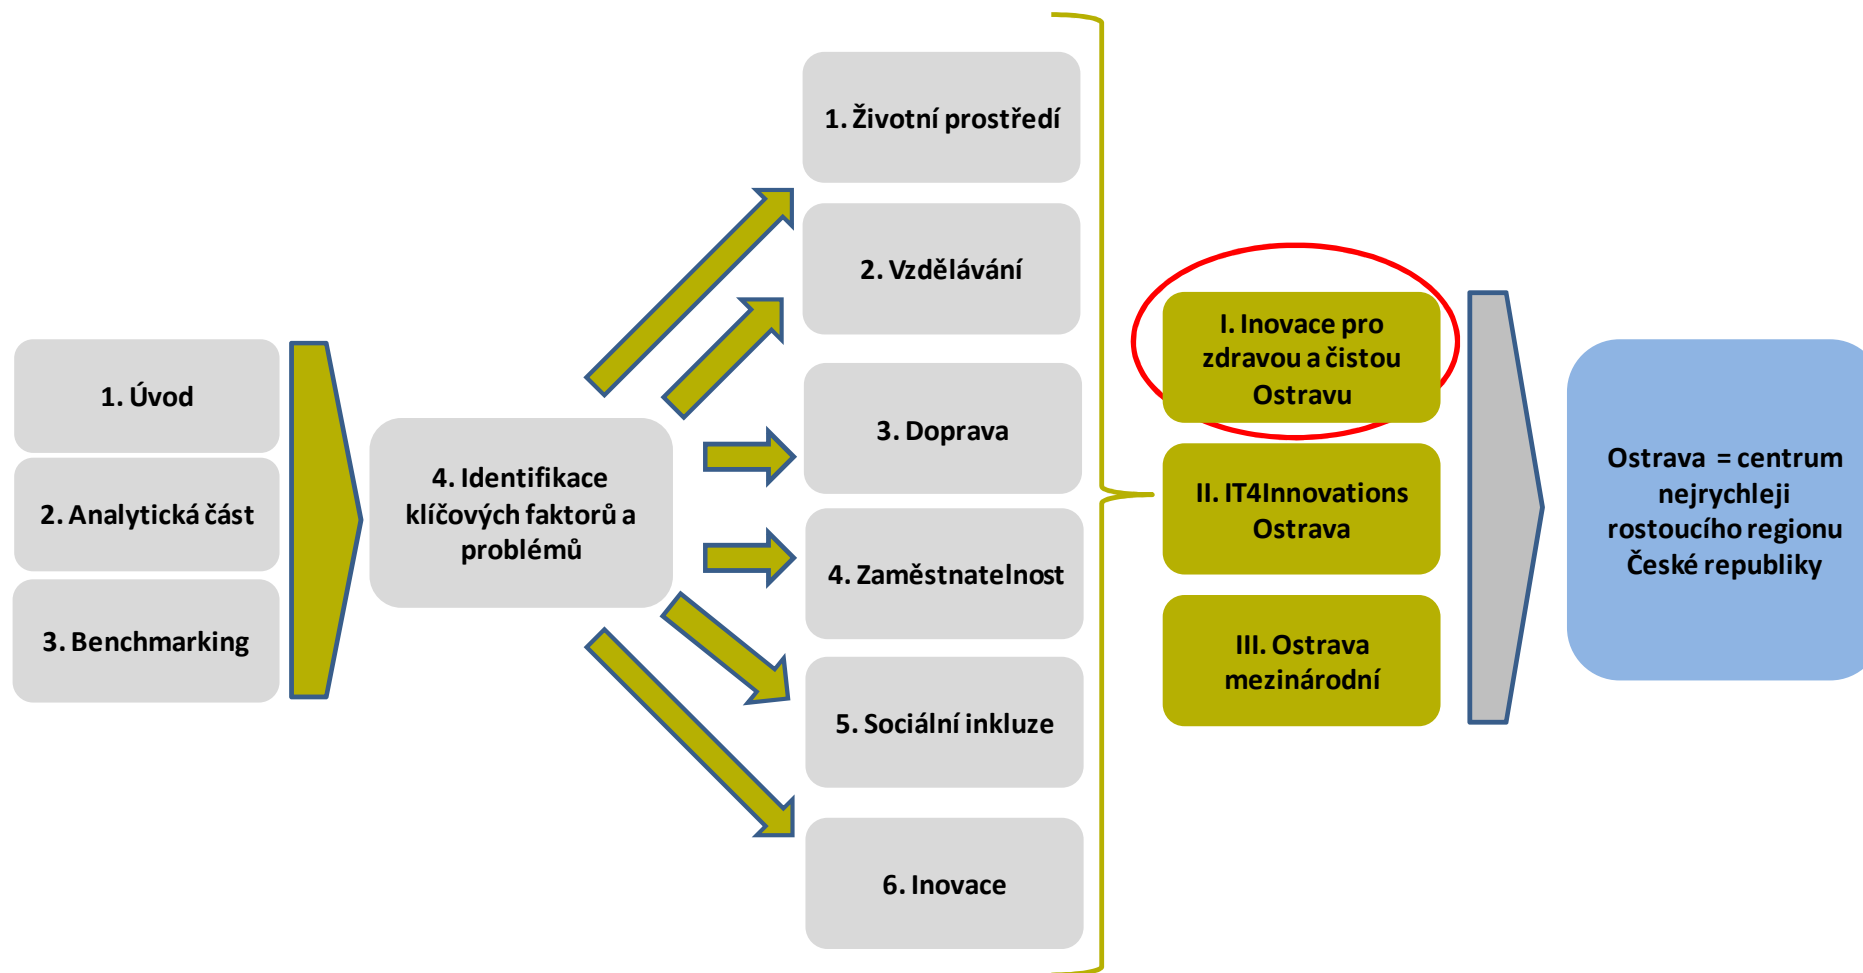 1. Úvod
2. Analytická část
3. Benchmarking
4. Identifikace
klíčových faktorů a
problémů
1. Životní prostředí
2. Vzdělávání
3. Doprava
4. Zaměstnatelnost
5. Sociální inkluze
6. Inovace
I. Inovace pro
zdravou a čistou
Ostravu
II. IT4Innovations
Ostrava
III. Ostrava
mezinárodní
Ostrava = centrum
nejrychleji
rostoucího regionu
České republiky